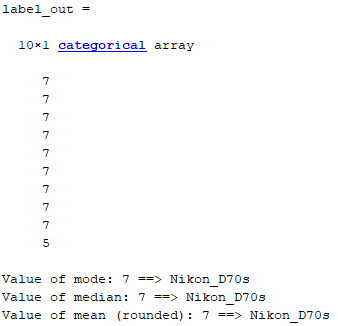 label_out =
10×1 categorical array
7
7
7
7
7
7
7
7
7
5
Value of mode: 7 ==> Nikon_D70s
Value of median: 7 ==> Nikon_D70s
Value of mean (rounded): 7 ==> Nikon_D70s